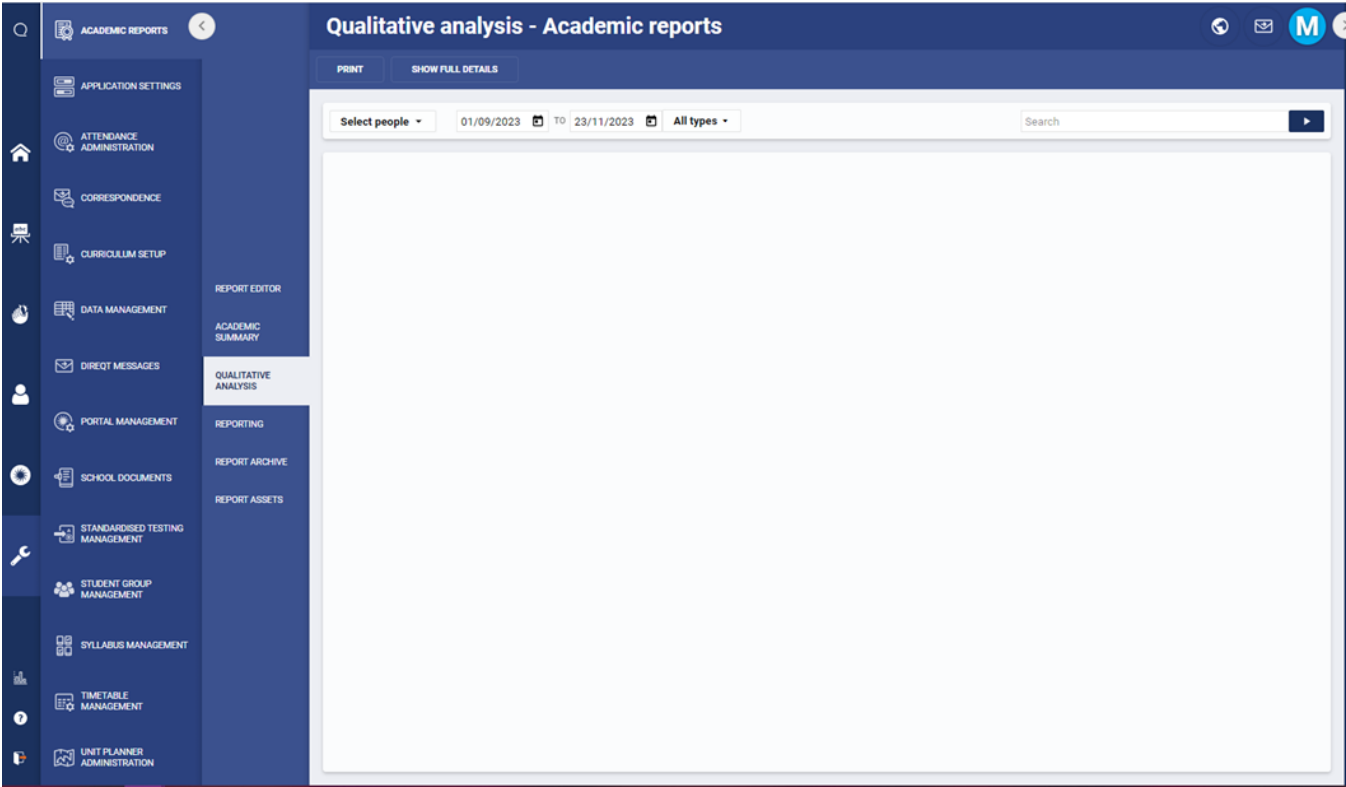 ACADEMIC REPORTS
APPLICATION SETTINGS
ATTENDANCE
ADMINISTRATION
CORRESPONDENCE
CURRICULUM SETUP
DATA MANAGEMENT
DIREQT MESSAGES
PORTAL MANAGEMENT
SCHOOL DOCUMENTS
STANDARDISED TESTING
MANAGEMENT
STUDENT GROUP
MANAGEMENT
SYLLABUS MANAGEMENT
TIMETABLE
MANAGEMENT
UNIT PLANNER
ADMINISTRATION
REPORT EDITOR
ACADEMIC
SUMMARY
QUALITATIVE
ANALYSIS
REPORTING
REPORT ARCHIVE
REPORT ASSETS
Qualitative analysis - Academic reports
M
PRINT SHOW FULL DETAILS
Select people 01/09/2023 TO 23/11/2023 All types Search